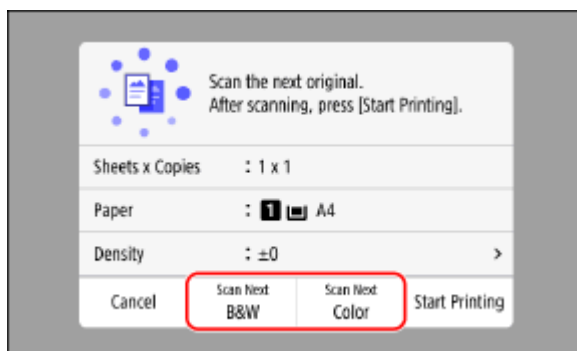 Scan the next original.
After scanning, press [Start Printing].
Sheets x Copies : 1 x 1
Paper : 1 A4
Density : ±0 >
Cancel
Scan Next
B&W
Scan Next
Color
Start Printing